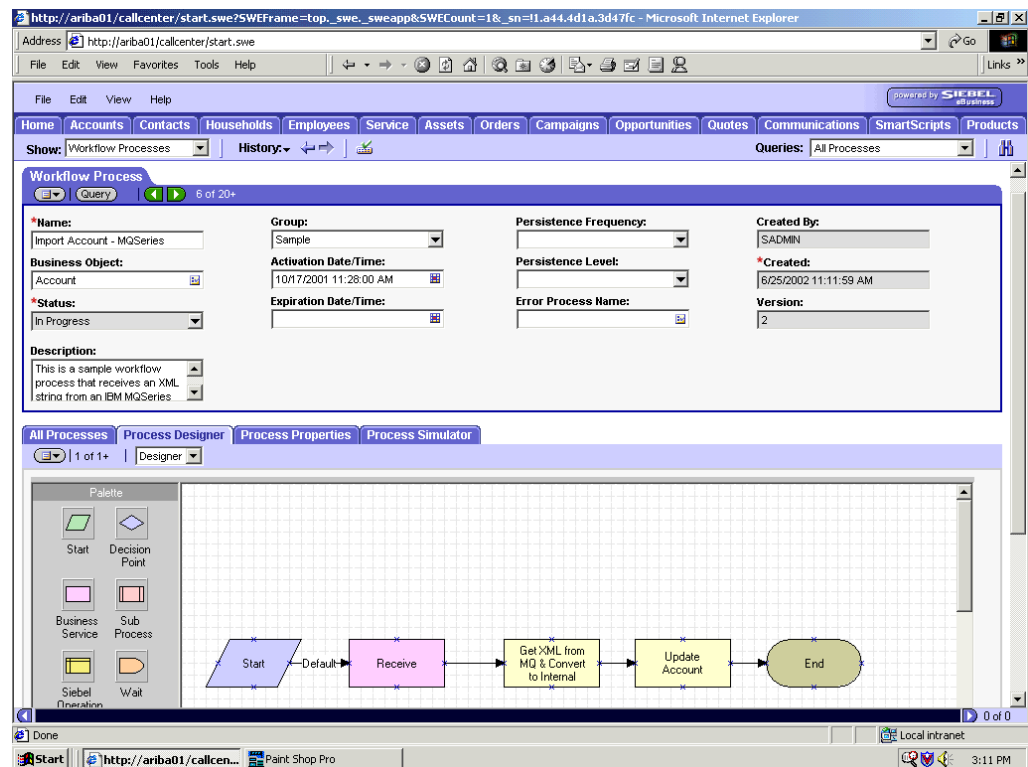 http://ariba01/callcenter/start.swe?SWEFrame=top._swe._sweapp&SWECount=1&_sn=!1.a44.4d1a.3d47fc - Microsoft Internet Explorer
Address http://ariba01/callcenter/start.swe Go
File Edit View Favorites Tools Help Links »
File Edit View Help powered by SIEBEL eBusiness
Home Accounts Contacts Households Employees Service Assets Orders Campaigns Opportunities Quotes Communications SmartScripts Products
Show: Workflow Processes History: Queries: All Processes
Workflow Process
Query 6 of 20+
*Name: Group: Persistence Frequency: Created By:
Import Account - MQSeries Sample SADMIN
Business Object: Activation Date/Time: Persistence Level: *Created:
Account 10/17/2001 11:28:00 AM 6/25/2002 11:11:59 AM
*Status: Expiration Date/Time: Error Process Name: Version:
In Progress 2
Description:
This is a sample workflow
process that receives an XML
string from an IBM MQSeries
All Processes Process Designer Process Properties Process Simulator
1 of 1+ Designer
Palette
Start Decision
Point
Business Sub
Service Process
Siebel Wait
Operation
Start Default Receive Get XML from
MQ & Convert
to Internal Update
Account End
0 of 0
Done Local intranet
Start http://ariba01/callcen... Paint Shop Pro 3:11 PM